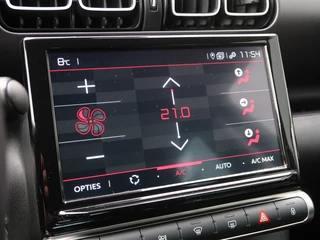 8°c
11:54
21.0
OPTIES
A/C
AUTO
A/C MAX